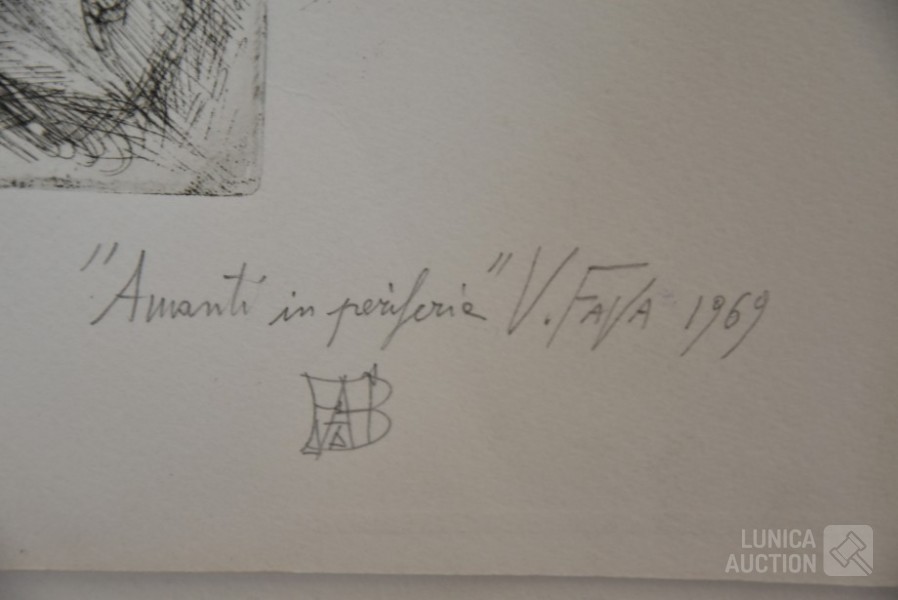 "Amanti in periferia" V. FAVA 1969
LUNICA
AUCTION